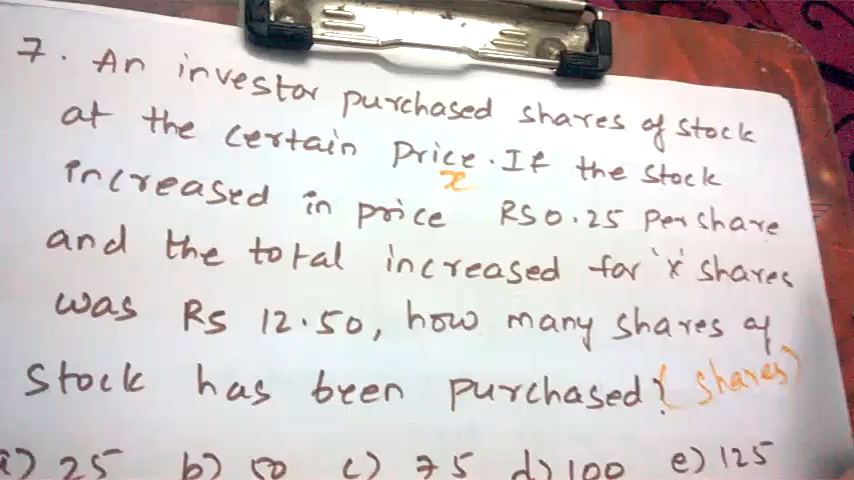 7. An investor purchased shares of stock
at the certain price. If the stock
x
increased in price RS 0.25 per share
and the total increased for 'x' shares
was RS 12.50, how many shares of
stock has been purchased? (shares)
a) 25 b) 50 c) 75 d) 100 e) 125